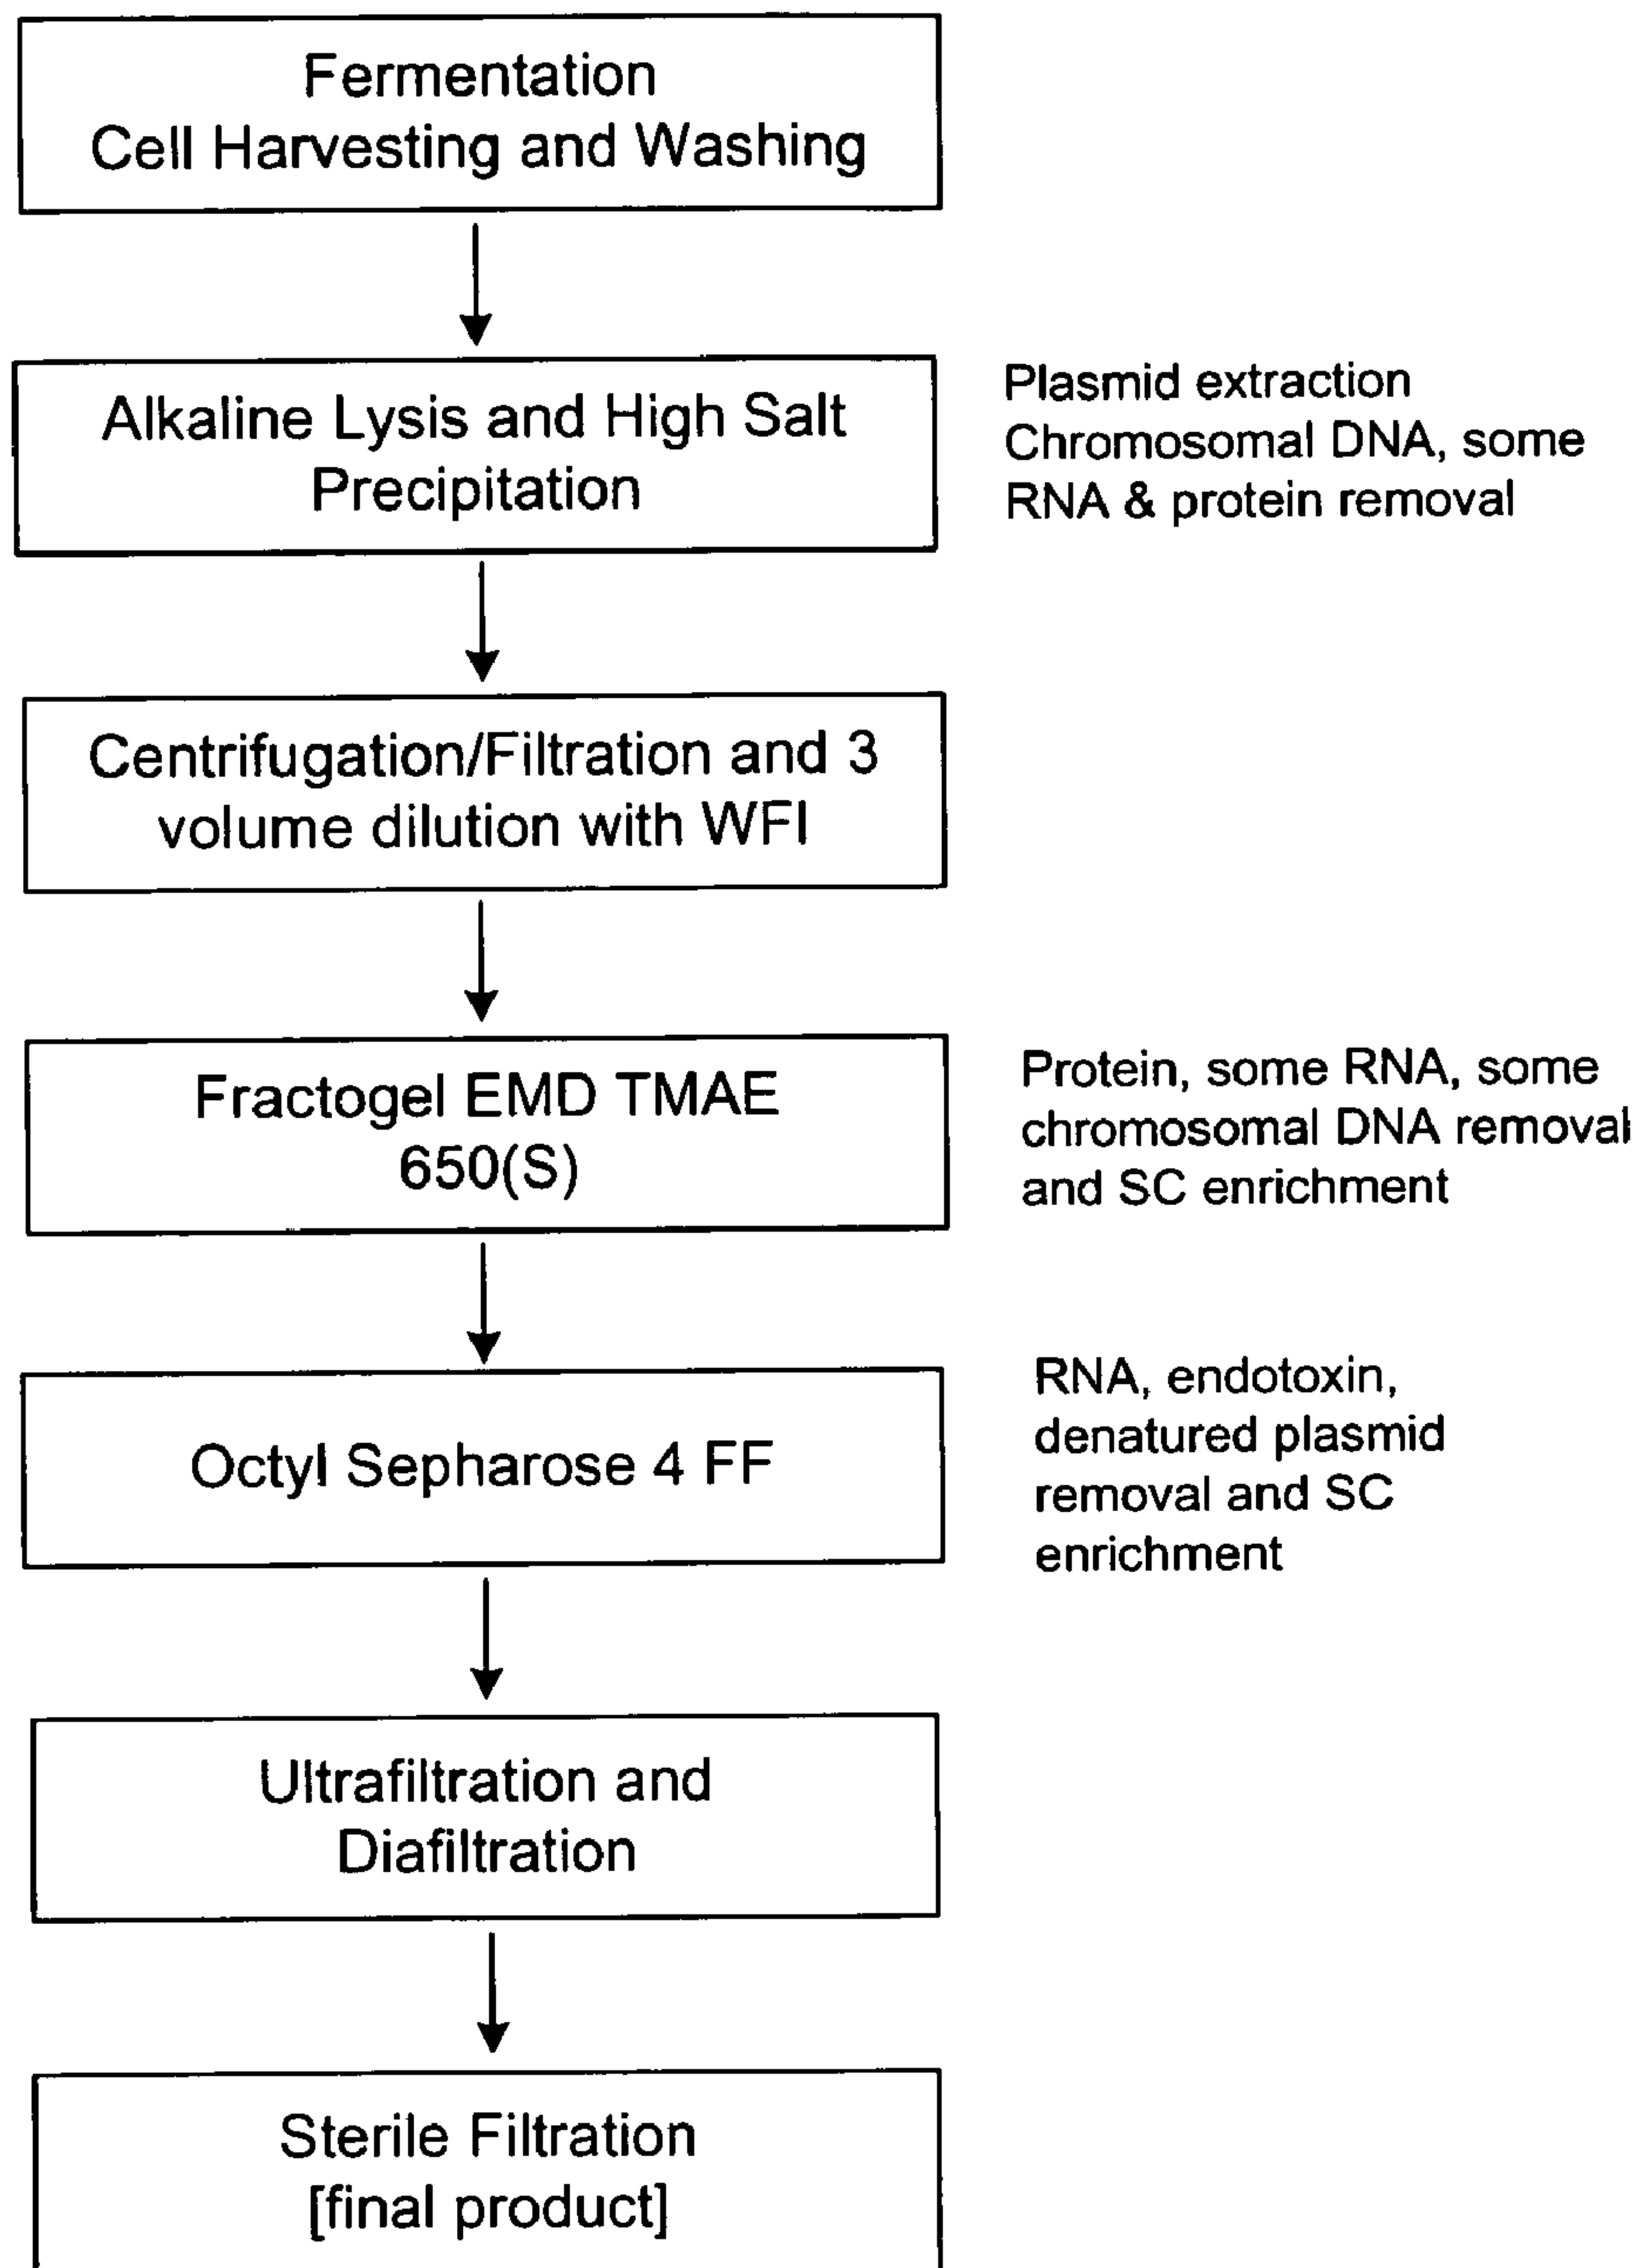 Fermentation
Cell Harvesting and Washing
Alkaline Lysis and High Salt
Precipitation
Plasmid extraction
Chromosomal DNA, some
RNA & protein removal
Centrifugation/Filtration and 3
volume dilution with WFI
Fractogel EMD TMAE
650(S)
Protein, some RNA, some
chromosomal DNA removal
and SC enrichment
Octyl Sepharose 4 FF
RNA, endotoxin,
denatured plasmid
removal and SC
enrichment
Ultrafiltration and
Diafiltration
Sterile Filtration
[final product]